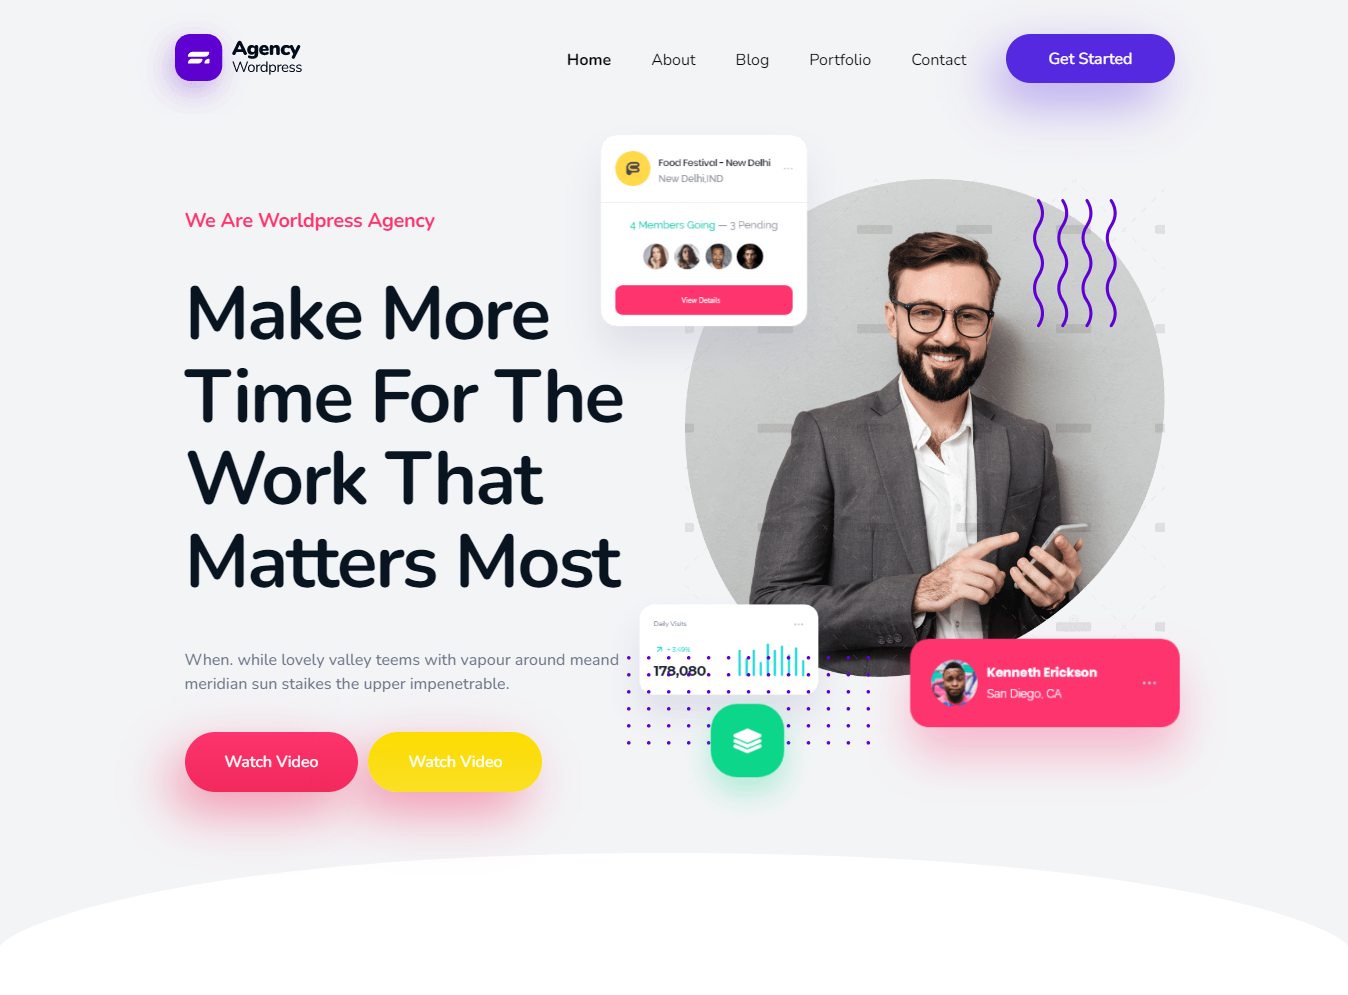 Agency
Wordpress
Home
About
Blog
Portfolio
Contact
Get Started
Food Festival - New Delhi
New Delhi,IND
4 Members Going — 3 Pending
View Details
We Are Worldpress Agency
Make More
Time For The
Work That
Matters Most
When. while lovely valley teems with vapour around meand
meridian sun staikes the upper impenetrable.
Watch Video
Watch Video
Daily Visits
+ 3.49%
178,080
Kenneth Erickson
San Diego, CA